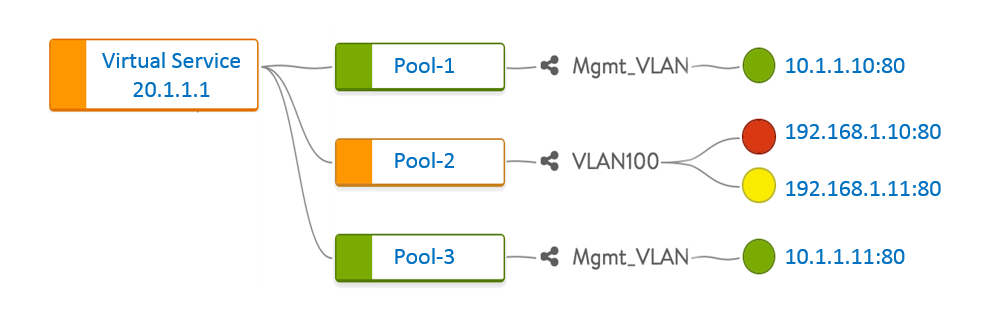 Virtual Service
20.1.1.1
Pool-1
Mgmt_VLAN
10.1.1.10:80
Pool-2
VLAN100
192.168.1.10:80
192.168.1.11:80
Pool-3
Mgmt_VLAN
10.1.1.11:80